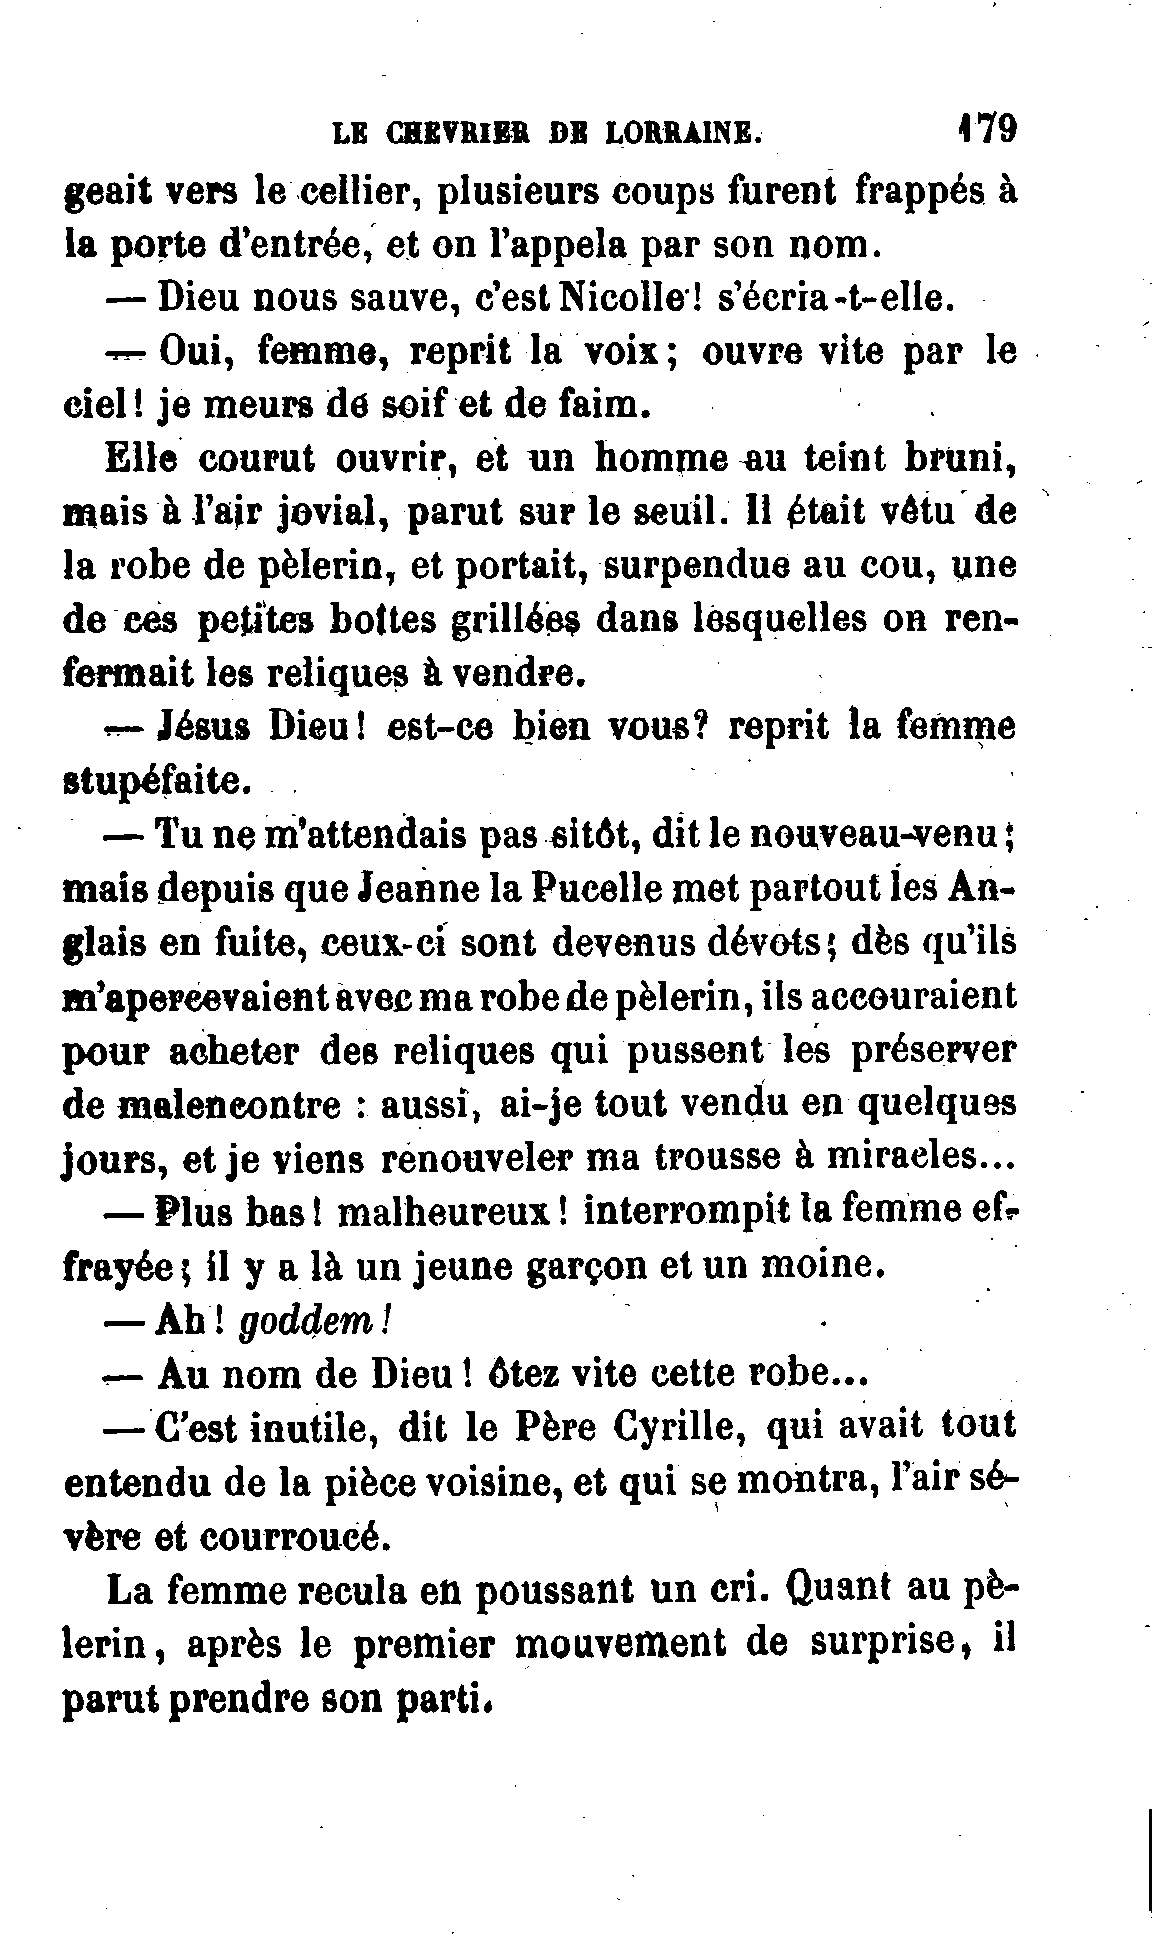 LE CHEVRIER DE LORRAINE. 179
geait vers le cellier, plusieurs coups furent frappés à
la porte d'entrée, et on l'appela par son nom.
— Dieu nous sauve, c'est Nicolle! s'écria-t-elle.
— Oui, femme, reprit la voix; ouvre vite par le
ciel! je meurs de soif et de faim.
Elle courut ouvrir, et un homme au teint bruni,
mais à l'air jovial, parut sur le seuil. Il était vêtu de
la robe de pèlerin, et portait, surpendue au cou, une
de ces petites boîtes grillées dans lesquelles on ren-
fermait les reliques à vendre.
— Jésus Dieu! est-ce bien vous? reprit la femme
stupéfaite.
— Tu ne m'attendais pas sitôt, dit le nouveau-venu;
mais depuis que Jeanne la Pucelle met partout les An-
glais en fuite, ceux-ci sont devenus dévots; dès qu'ils
m'apercevaient avec ma robe de pèlerin, ils accouraient
pour acheter des reliques qui pussent les préserver
de malencontre : aussi, ai-je tout vendu en quelques
jours, et je viens renouveler ma trousse à miracles...
— Plus bas! malheureux! interrompit la femme ef-
frayée; il y a là un jeune garçon et un moine.
— Ah! goddem!
— Au nom de Dieu! ôtez vite cette robe...
— C'est inutile, dit le Père Cyrille, qui avait tout
entendu de la pièce voisine, et qui se montra, l'air sé-
vère et courroucé.
La femme recula en poussant un cri. Quant au pè-
lerin, après le premier mouvement de surprise, il
parut prendre son parti.